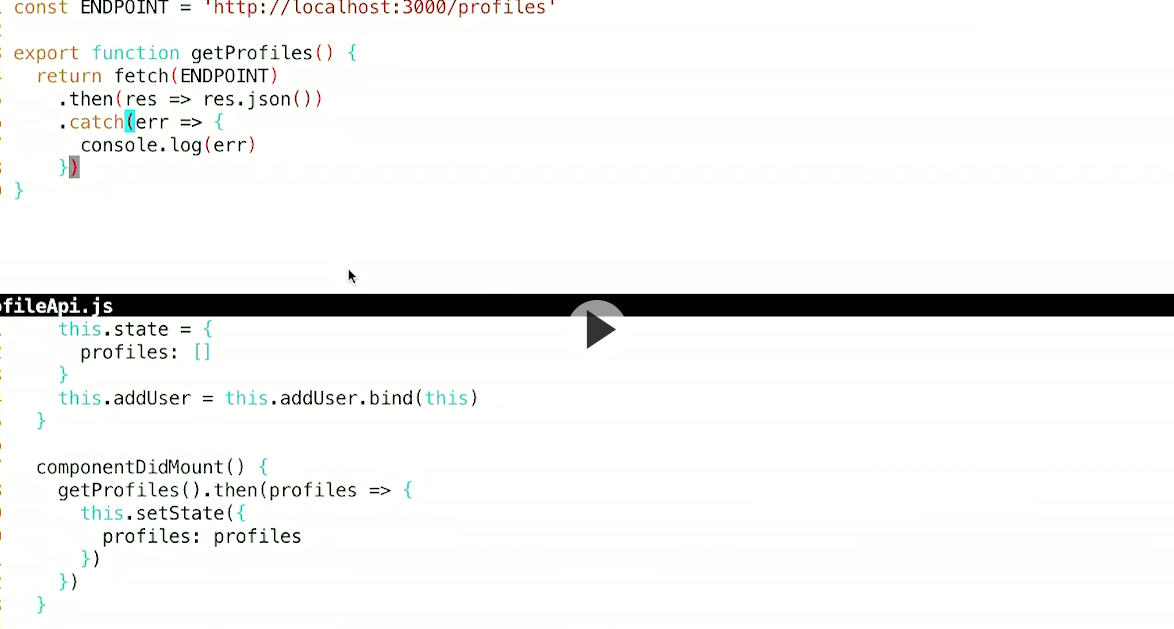 const ENDPOINT = 'http://localhost:3000/profiles'
export function getProfiles() {
return fetch(ENDPOINT)
.then(res => res.json())
.catch(err => {
console.log(err)
})
}
ofileApi.js
this.state = {
profiles: []
}
this.addUser = this.addUser.bind(this)
}
componentDidMount() {
getProfiles().then(profiles => {
this.setState({
profiles: profiles
})
})
}